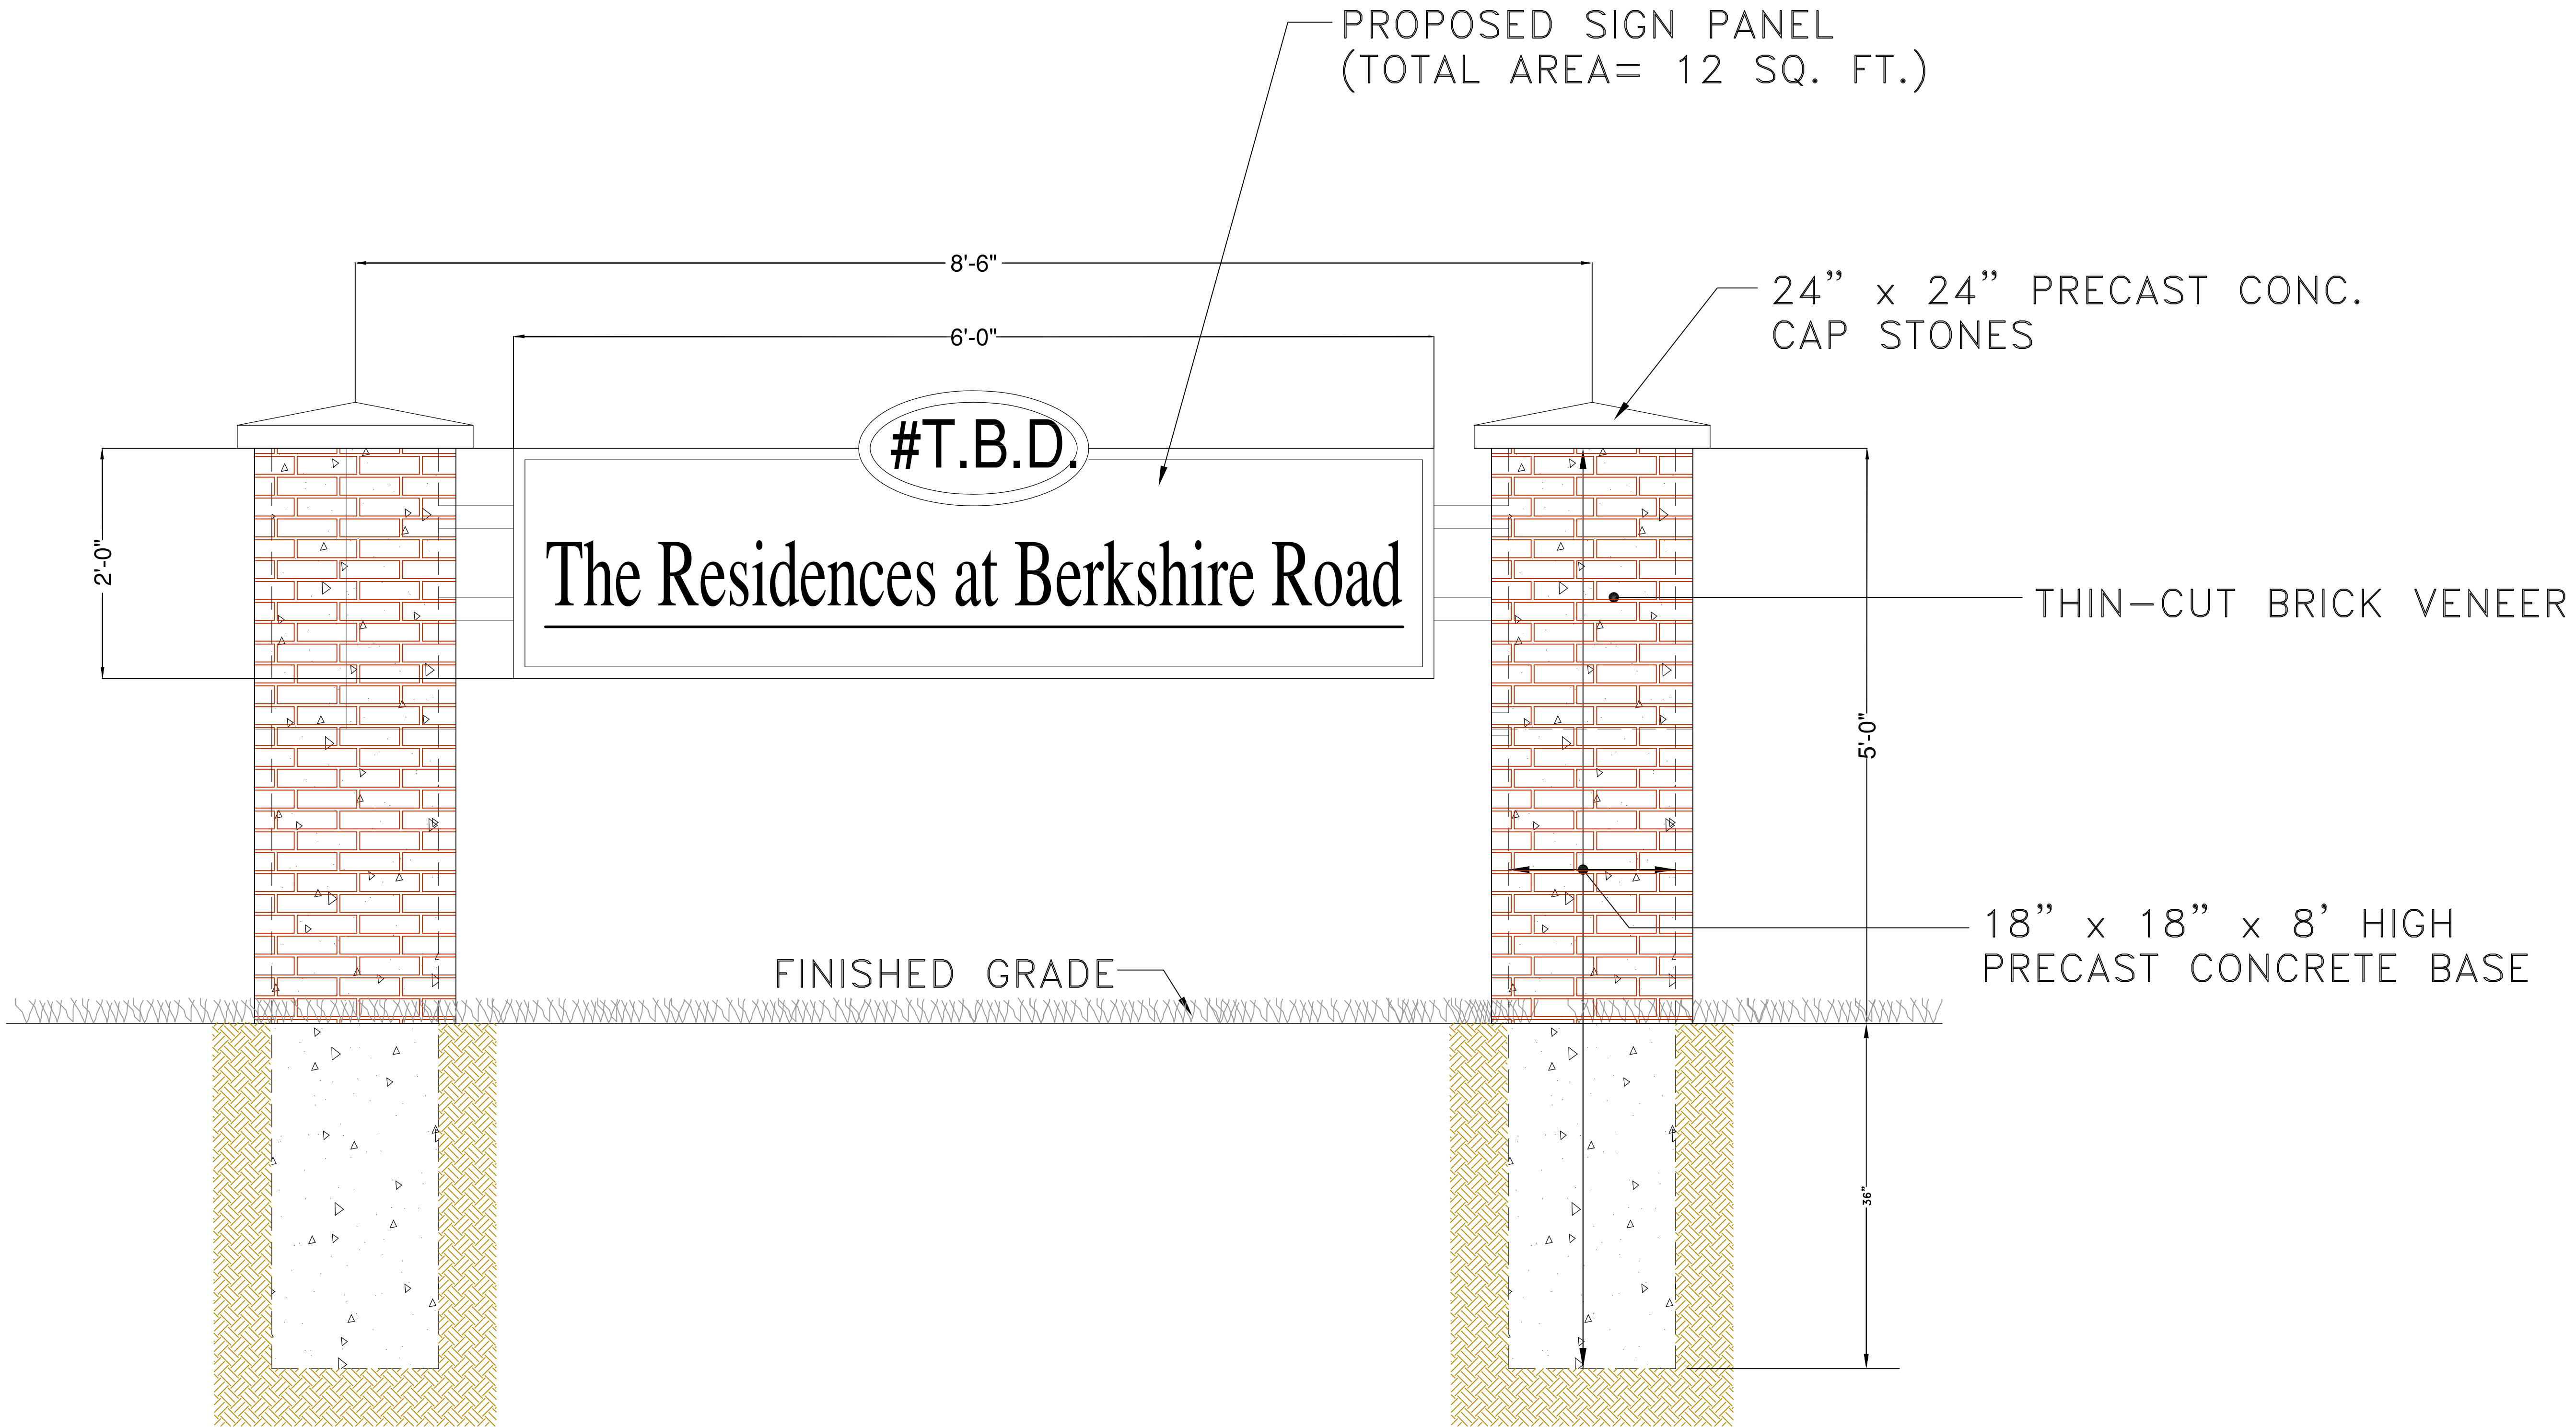 PROPOSED SIGN PANEL
(TOTAL AREA= 12 SQ. FT.)
8'-6"
24” x 24” PRECAST CONC.
CAP STONES
6'-0"
#T.B.D.
2'-0"
The Residences at Berkshire Road
THIN-CUT BRICK VENEER
5'-0"
18” x 18” x 8’ HIGH
PRECAST CONCRETE BASE
FINISHED GRADE
36"